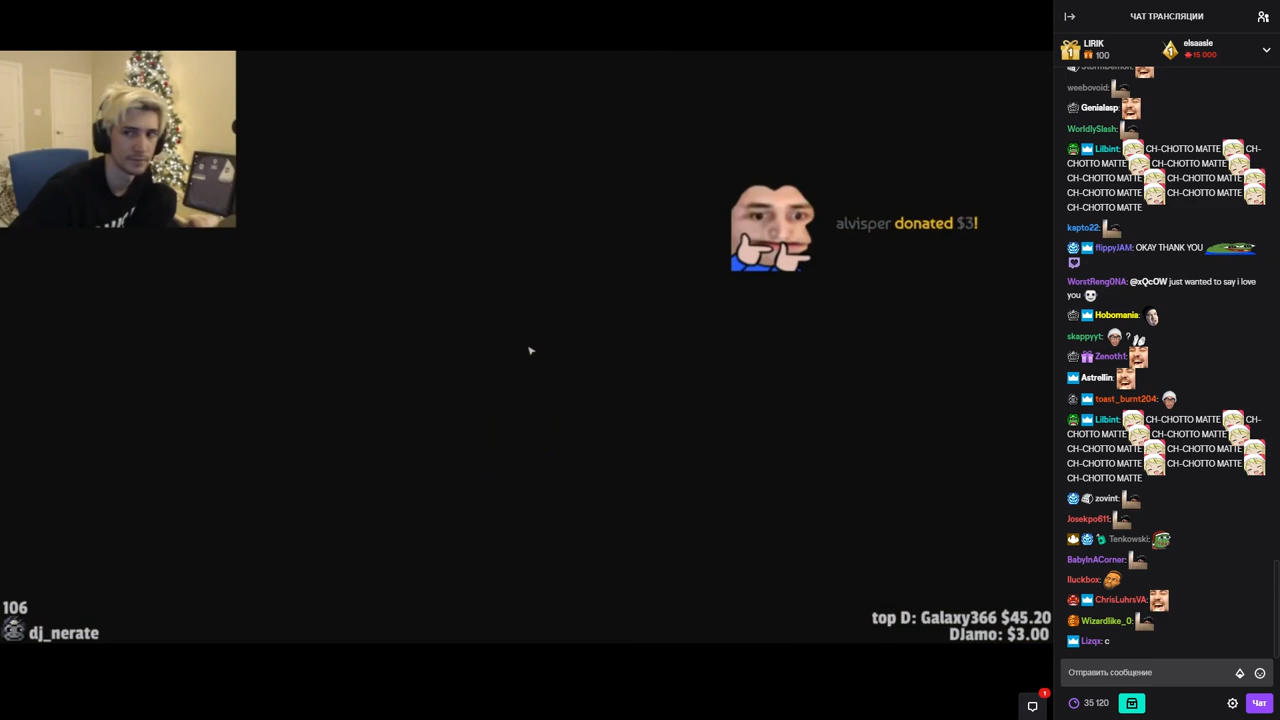 alvisper donated $3!
106
dj_nerate
top D: Galaxy366 $45.20
DJamo: $3.00
ЧАТ ТРАНСЛЯЦИИ
LIRIK
100
elsaasle
15 000
weebovoid:
Genialasp:
WorldlySlash:
Lilbint: CH-CHOTTO MATTE CH-
CHOTTO MATTE CH-CHOTTO MATTE
CH-CHOTTO MATTE CH-CHOTTO MATTE
CH-CHOTTO MATTE CH-CHOTTO MATTE
CH-CHOTTO MATTE
kapto22:
flippyJAM: OKAY THANK YOU
WorstReng0NA: @xQcOW just wanted to say i love
you
Hobomania:
skappyyt: ?
Zenoth1:
Astrellin:
toast_burnt204:
Lilbint: CH-CHOTTO MATTE CH-
CHOTTO MATTE CH-CHOTTO MATTE
CH-CHOTTO MATTE CH-CHOTTO MATTE
CH-CHOTTO MATTE CH-CHOTTO MATTE
CH-CHOTTO MATTE
zovint:
Josekpo611:
Tenkowski:
BabyInACorner:
lluckbox:
ChrisLuhrsVA:
Wizardlike_0:
Lizqx: c
Отправить сообщение
1
35 120
Чат